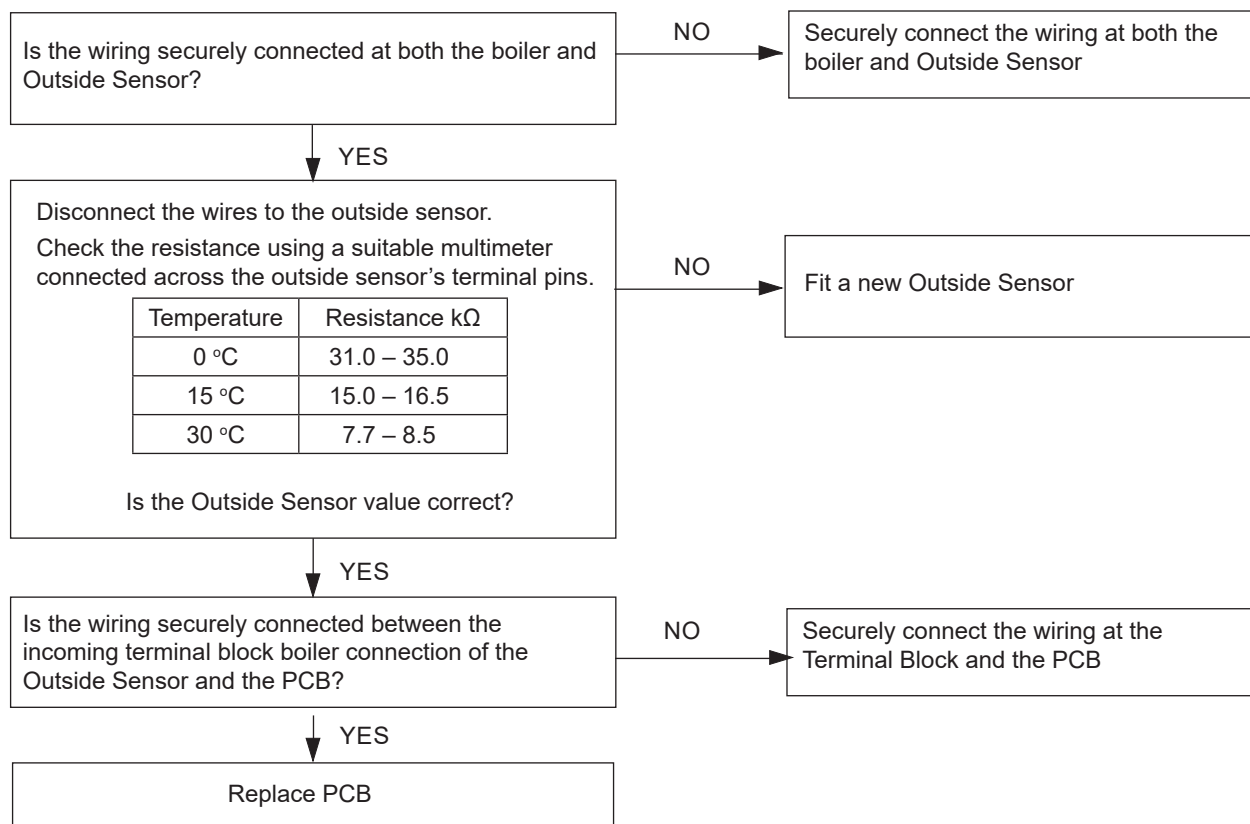 Is the wiring securely connected at both the boiler and
Outside Sensor?
NO
Securely connect the wiring at both the
boiler and Outside Sensor
YES
Disconnect the wires to the outside sensor.
Check the resistance using a suitable multimeter
connected across the outside sensor’s terminal pins.
Temperature Resistance kΩ
0 ºC 31.0 – 35.0
15 ºC 15.0 – 16.5
30 ºC 7.7 – 8.5
Is the Outside Sensor value correct?
NO
Fit a new Outside Sensor
YES
Is the wiring securely connected between the
incoming terminal block boiler connection of the
Outside Sensor and the PCB?
NO
Securely connect the wiring at the
Terminal Block and the PCB
YES
Replace PCB